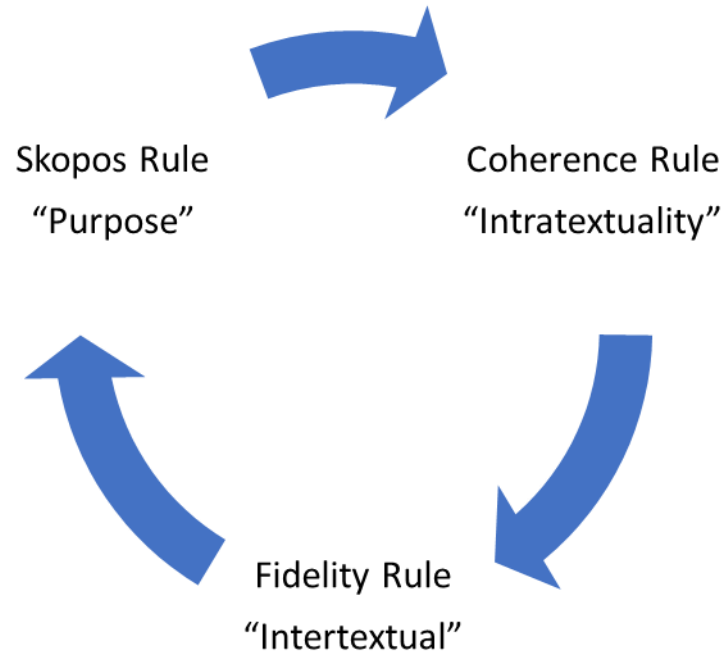 Skopos Rule
“Purpose”
Coherence Rule
“Intratextuality”
Fidelity Rule
“Intertextual”